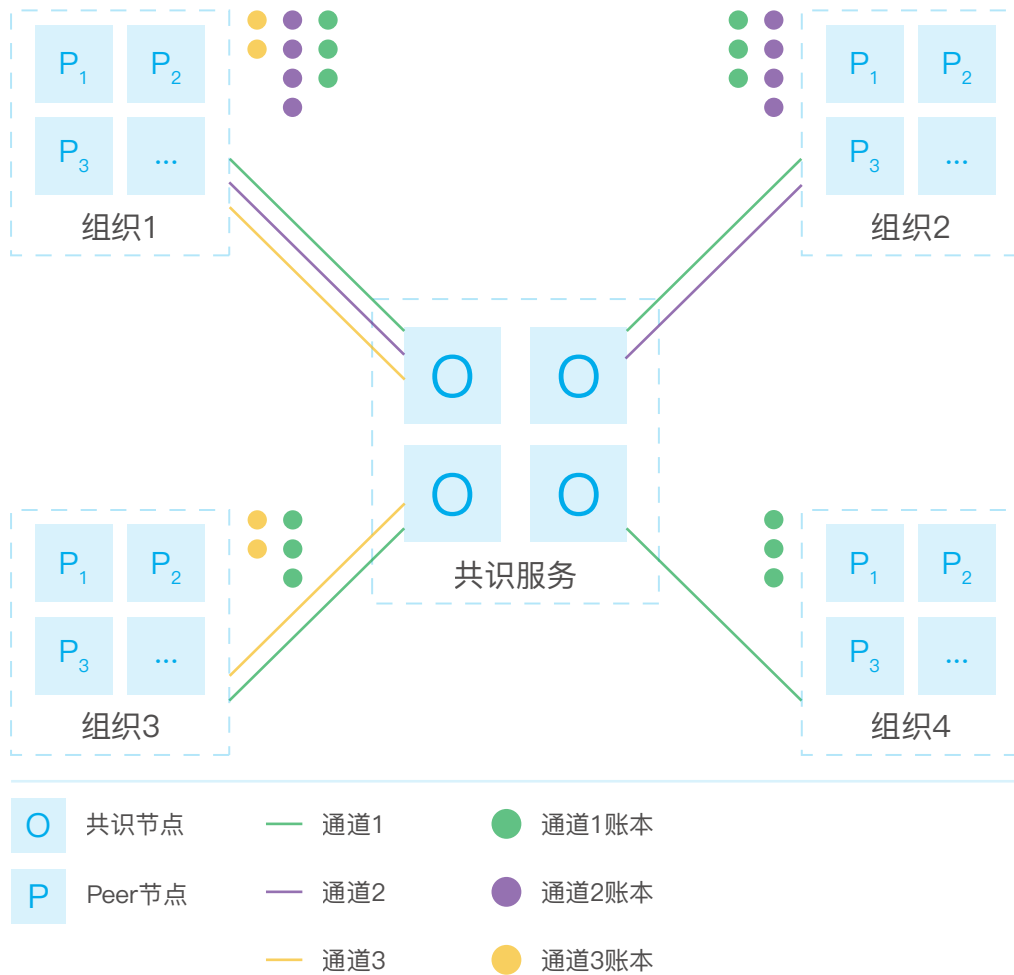 P1 P2
P3 ...
组织1
P1 P2
P3 ...
组织2
O O
O O
共识服务
P1 P2
P3 ...
组织3
P1 P2
P3 ...
组织4
O 共识节点 通道1 通道1账本
P Peer节点 通道2 通道2账本
通道3 通道3账本